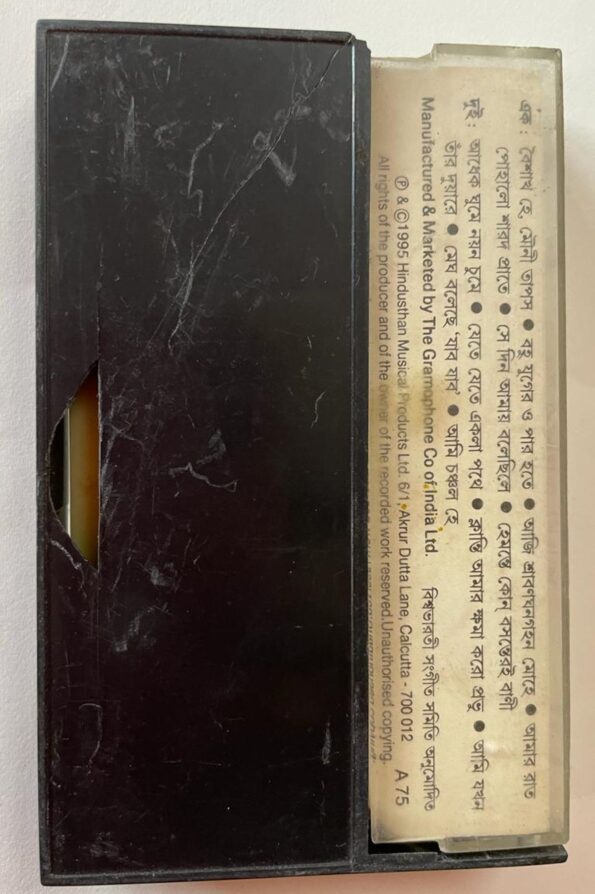 এক : বৈশাখ হে, মৌনী তাপস ● বহু যুগের ও পার হতে ● আজি শ্রাবণঘনগহন মোহে ● আমার রাত
পোহালো শারদ প্রাতে ● সে দিন আমায় বলেছিলে ● হেমন্তে কোন্ বসন্তেরই বাণী
দুই : আধেক ঘুমে নয়ন চুমে ● যেতে যেতে একলা পথে ● ক্লান্তি আমার ক্ষমা করো প্রভু ● আমি যখন
তাঁর দুয়ারে ● মেঘ বলেছে 'যাব যাব' ● আমি চঞ্চল হে
Manufactured & Marketed by The Gramophone Co of India Ltd. বিশ্বভারতী সংগীত সমিতি অনুমোদিত
Ⓟ & ©1995 Hindusthan Musical Products Ltd. 6/1, Akrur Dutta Lane, Calcutta - 700 012 A 75
All rights of the producer and of the owner of the recorded work reserved. Unauthorised copying,